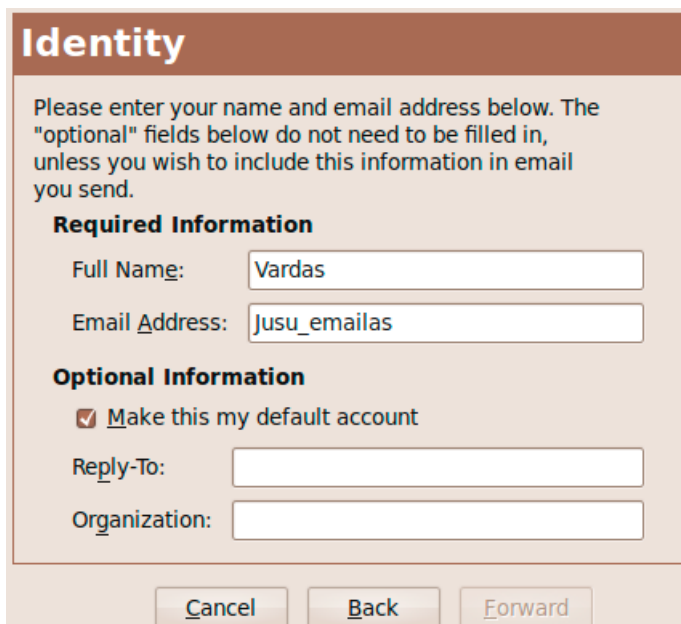 Identity
Please enter your name and email address below. The
"optional" fields below do not need to be filled in,
unless you wish to include this information in email
you send.
Required Information
Full Name: Vardas
Email Address: Jusu_emailas
Optional Information
Make this my default account
Reply-To:
Organization:
Cancel Back Forward